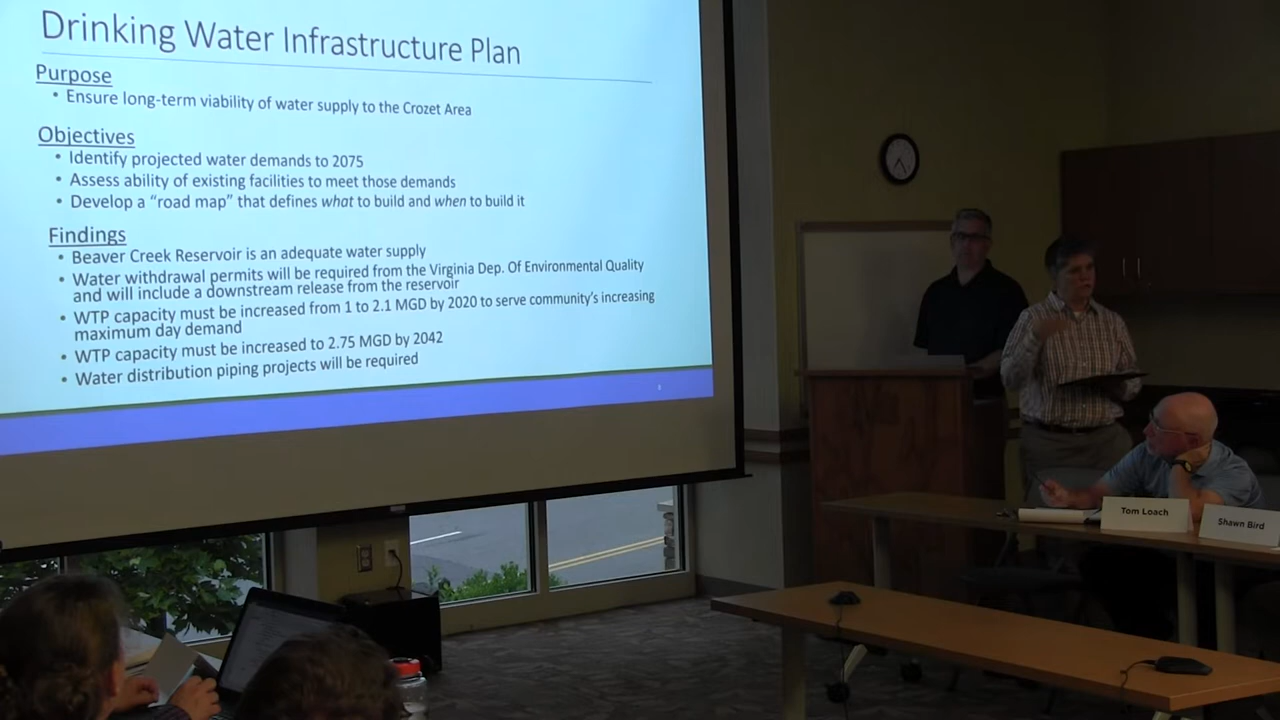 Drinking Water Infrastructure Plan
Purpose
• Ensure long-term viability of water supply to the Crozet Area
Objectives
• Identify projected water demands to 2075
• Assess ability of existing facilities to meet those demands
• Develop a “road map” that defines what to build and when to build it
Findings
• Beaver Creek Reservoir is an adequate water supply
• Water withdrawal permits will be required from the Virginia Dep. Of Environmental Quality
and will include a downstream release from the reservoir
• WTP capacity must be increased from 1 to 2.1 MGD by 2020 to serve community's increasing
maximum day demand
• WTP capacity must be increased to 2.75 MGD by 2042
• Water distribution piping projects will be required
Tom Loach
Shawn Bird